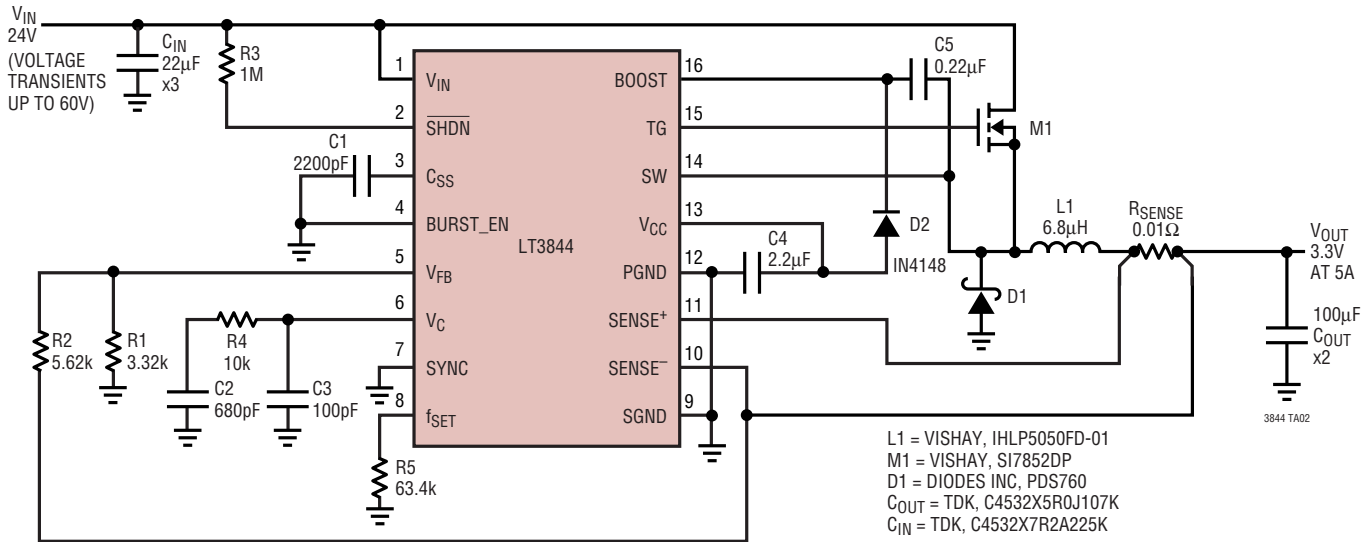 VIN
24V
(VOLTAGE
TRANSIENTS
UP TO 60V)
CIN
22μF
x3
R3
1M
C1
2200pF
1
VIN
2
SHDN
3
CSS
4
BURST_EN
5
VFB
6
VC
7
SYNC
8
fSET
LT3844
16
BOOST
15
TG
14
SW
13
VCC
12
PGND
11
SENSE+
10
SENSE–
9
SGND
C5
0.22μF
M1
D2
IN4148
C4
2.2μF
L1
6.8μH
RSENSE
0.01Ω
VOUT
3.3V
AT 5A
D1
100μF
COUT
x2
R2
5.62k
R1
3.32k
R4
10k
C2
680pF
C3
100pF
R5
63.4k
3844 TA02
L1 = VISHAY, IHLP5050FD-01
M1 = VISHAY, SI7852DP
D1 = DIODES INC, PDS760
COUT = TDK, C4532X5R0J107K
CIN = TDK, C4532X7R2A225K